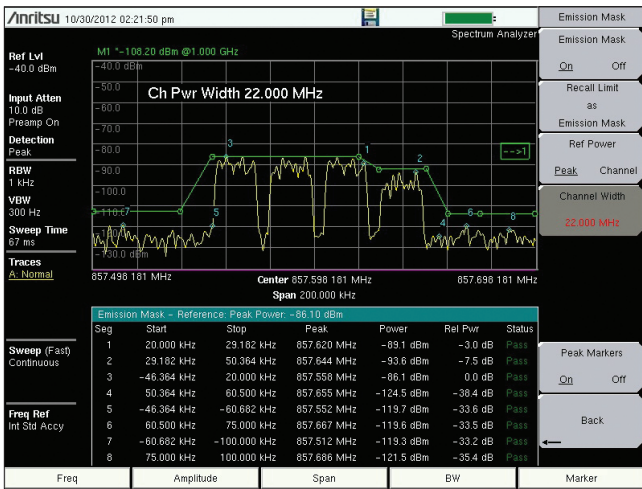 Anritsu 10/30/2012 02:21:50 pm
Spectrum Analyzer
M1 *-108.20 dBm @1.000 GHz
Ref Lvl
-40.0 dBm
Input Atten
10.0 dB
Preamp On
Detection
Peak
RBW
1 kHz
VBW
300 Hz
Sweep Time
67 ms
Traces
A: Normal
Sweep (Fast)
Continuous
Freq Ref
Int Std Accy
-40.0 dBm
-50.0
-60.0
-70.0
-80.0
-90.0
-100.0
-110.0
-120.0
-130.0 dBm
Ch Pwr Width 22.000 MHz
3
1
2
-->1
7
5
4
6
8
857.498 181 MHz
Center 857.598 181 MHz
857.698 181 MHz
Span 200.000 kHz
Emission Mask - Reference: Peak Power: -86.10 dBm
Seg Start Stop Peak Power Rel Pwr Status
1 20.000 kHz 29.182 kHz 857.620 MHz -89.1 dBm -3.0 dB Pass
2 29.182 kHz 50.364 kHz 857.644 MHz -93.6 dBm -7.5 dB Pass
3 -46.364 kHz 20.000 kHz 857.558 MHz -86.1 dBm 0.0 dB Pass
4 50.364 kHz 60.500 kHz 857.655 MHz -124.5 dBm -38.4 dB Pass
5 -46.364 kHz -60.682 kHz 857.552 MHz -119.7 dBm -33.6 dB Pass
6 60.500 kHz 75.000 kHz 857.667 MHz -119.6 dBm -33.5 dB Pass
7 -60.682 kHz -100.000 kHz 857.512 MHz -119.3 dBm -33.2 dB Pass
8 75.000 kHz 100.000 kHz 857.686 MHz -121.5 dBm -35.4 dB Pass
Emission Mask
Emission Mask
On Off
Recall Limit
as
Emission Mask
Ref Power
Peak Channel
Channel Width
22.000 MHz
Peak Markers
On Off
Back
Freq
Amplitude
Span
BW
Marker